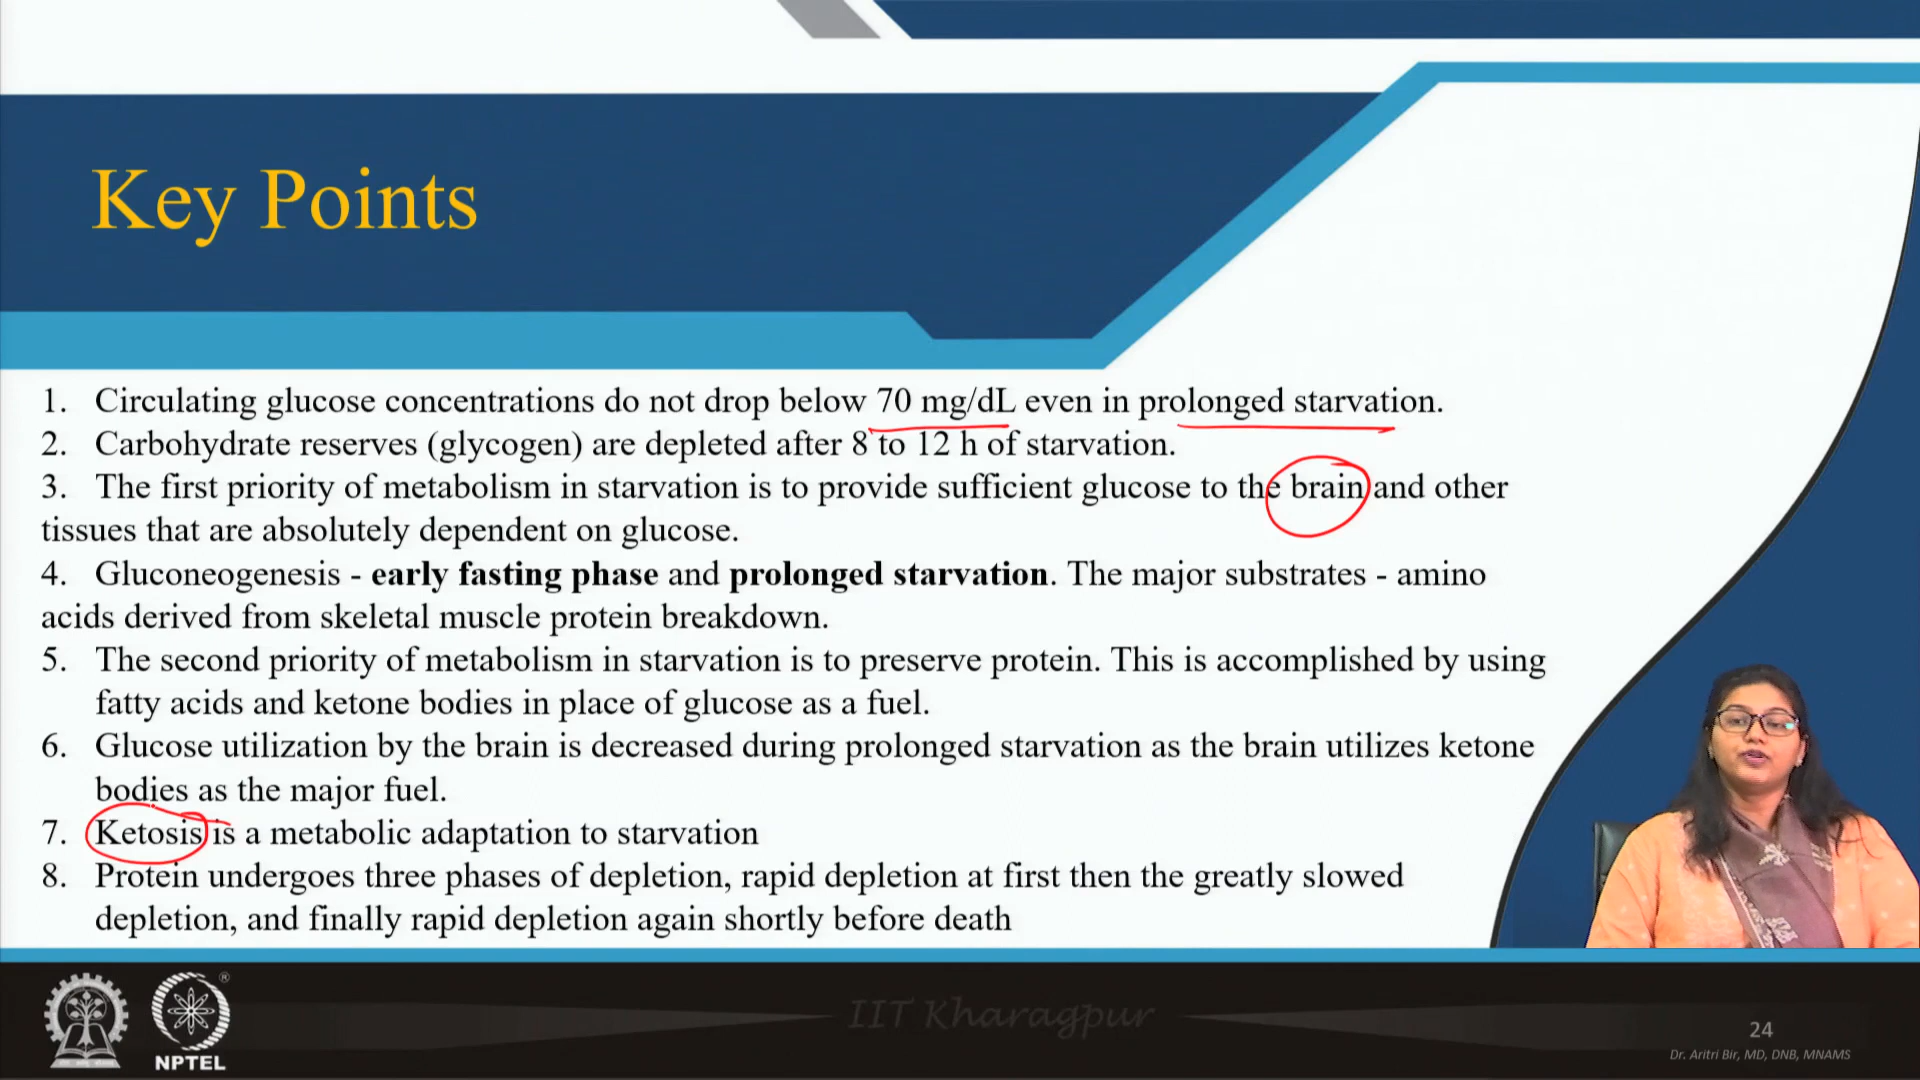 Key Points
1. Circulating glucose concentrations do not drop below 70 mg/dL even in prolonged starvation.
2. Carbohydrate reserves (glycogen) are depleted after 8 to 12 h of starvation.
3. The first priority of metabolism in starvation is to provide sufficient glucose to the brain and other
tissues that are absolutely dependent on glucose.
4. Gluconeogenesis - early fasting phase and prolonged starvation. The major substrates - amino
acids derived from skeletal muscle protein breakdown.
5. The second priority of metabolism in starvation is to preserve protein. This is accomplished by using
fatty acids and ketone bodies in place of glucose as a fuel.
6. Glucose utilization by the brain is decreased during prolonged starvation as the brain utilizes ketone
bodies as the major fuel.
7. Ketosis is a metabolic adaptation to starvation
8. Protein undergoes three phases of depletion, rapid depletion at first then the greatly slowed
depletion, and finally rapid depletion again shortly before death
®
NPTEL
IIT Kharagpur
24
Dr. Aritri Bir, MD, DNB, MNAMS